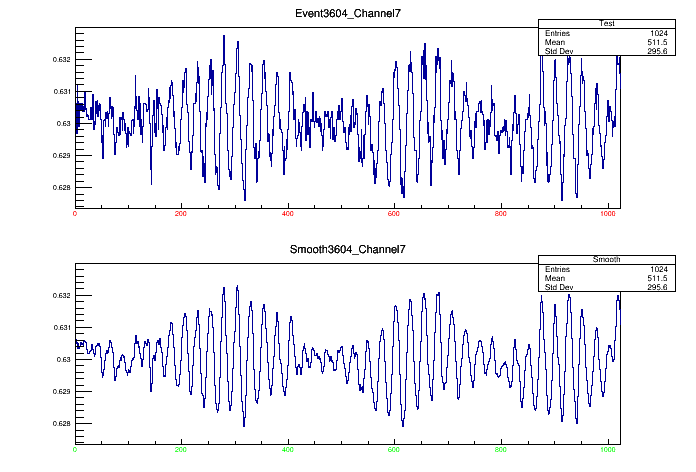 Event3604_Channel7
Test
Entries 1024
Mean 511.5
Std Dev 295.6
0.632
0.631
0.63
0.629
0.628
0 200 400 600 800 1000
Smooth3604_Channel7
Smooth
Entries 1024
Mean 511.5
Std Dev 295.6
0.632
0.631
0.63
0.629
0.628
0 200 400 600 800 1000